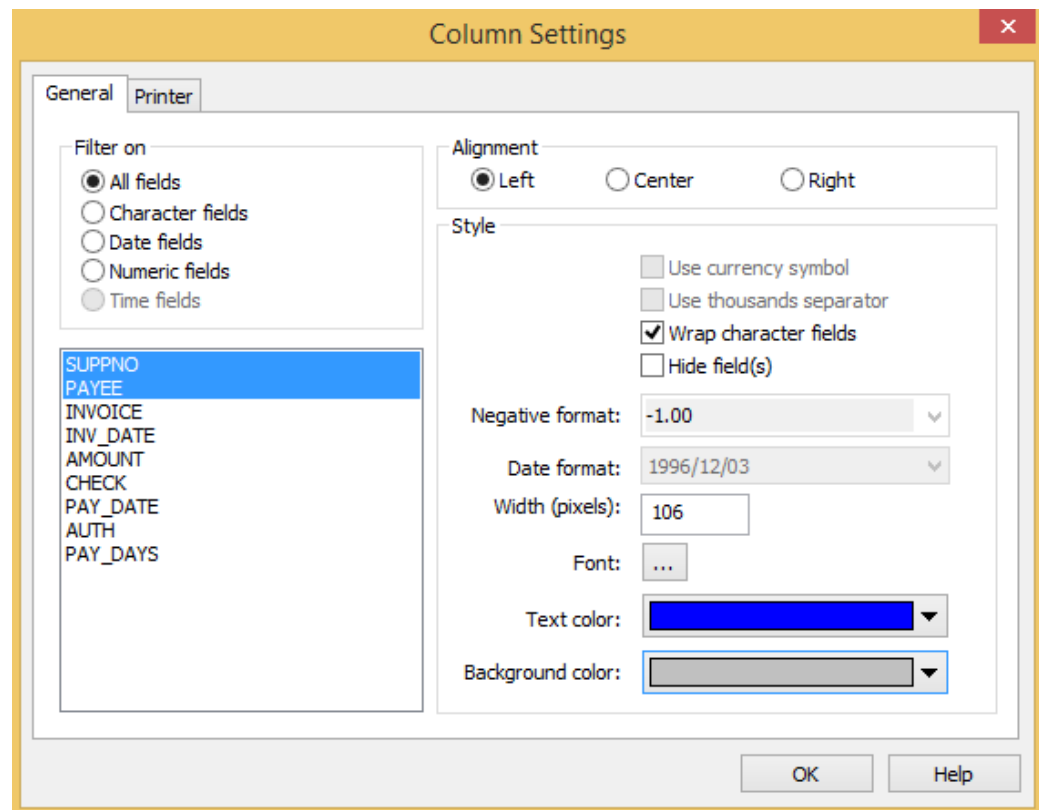 Column Settings
General Printer
Filter on
All fields
Character fields
Date fields
Numeric fields
Time fields
SUPPNO
PAYEE
INVOICE
INV_DATE
AMOUNT
CHECK
PAY_DATE
AUTH
PAY_DAYS
Alignment
Left Center Right
Style
Use currency symbol
Use thousands separator
Wrap character fields
Hide field(s)
Negative format: -1.00
Date format: 1996/12/03
Width (pixels): 106
Font: ...
Text color:
Background color:
OK Help